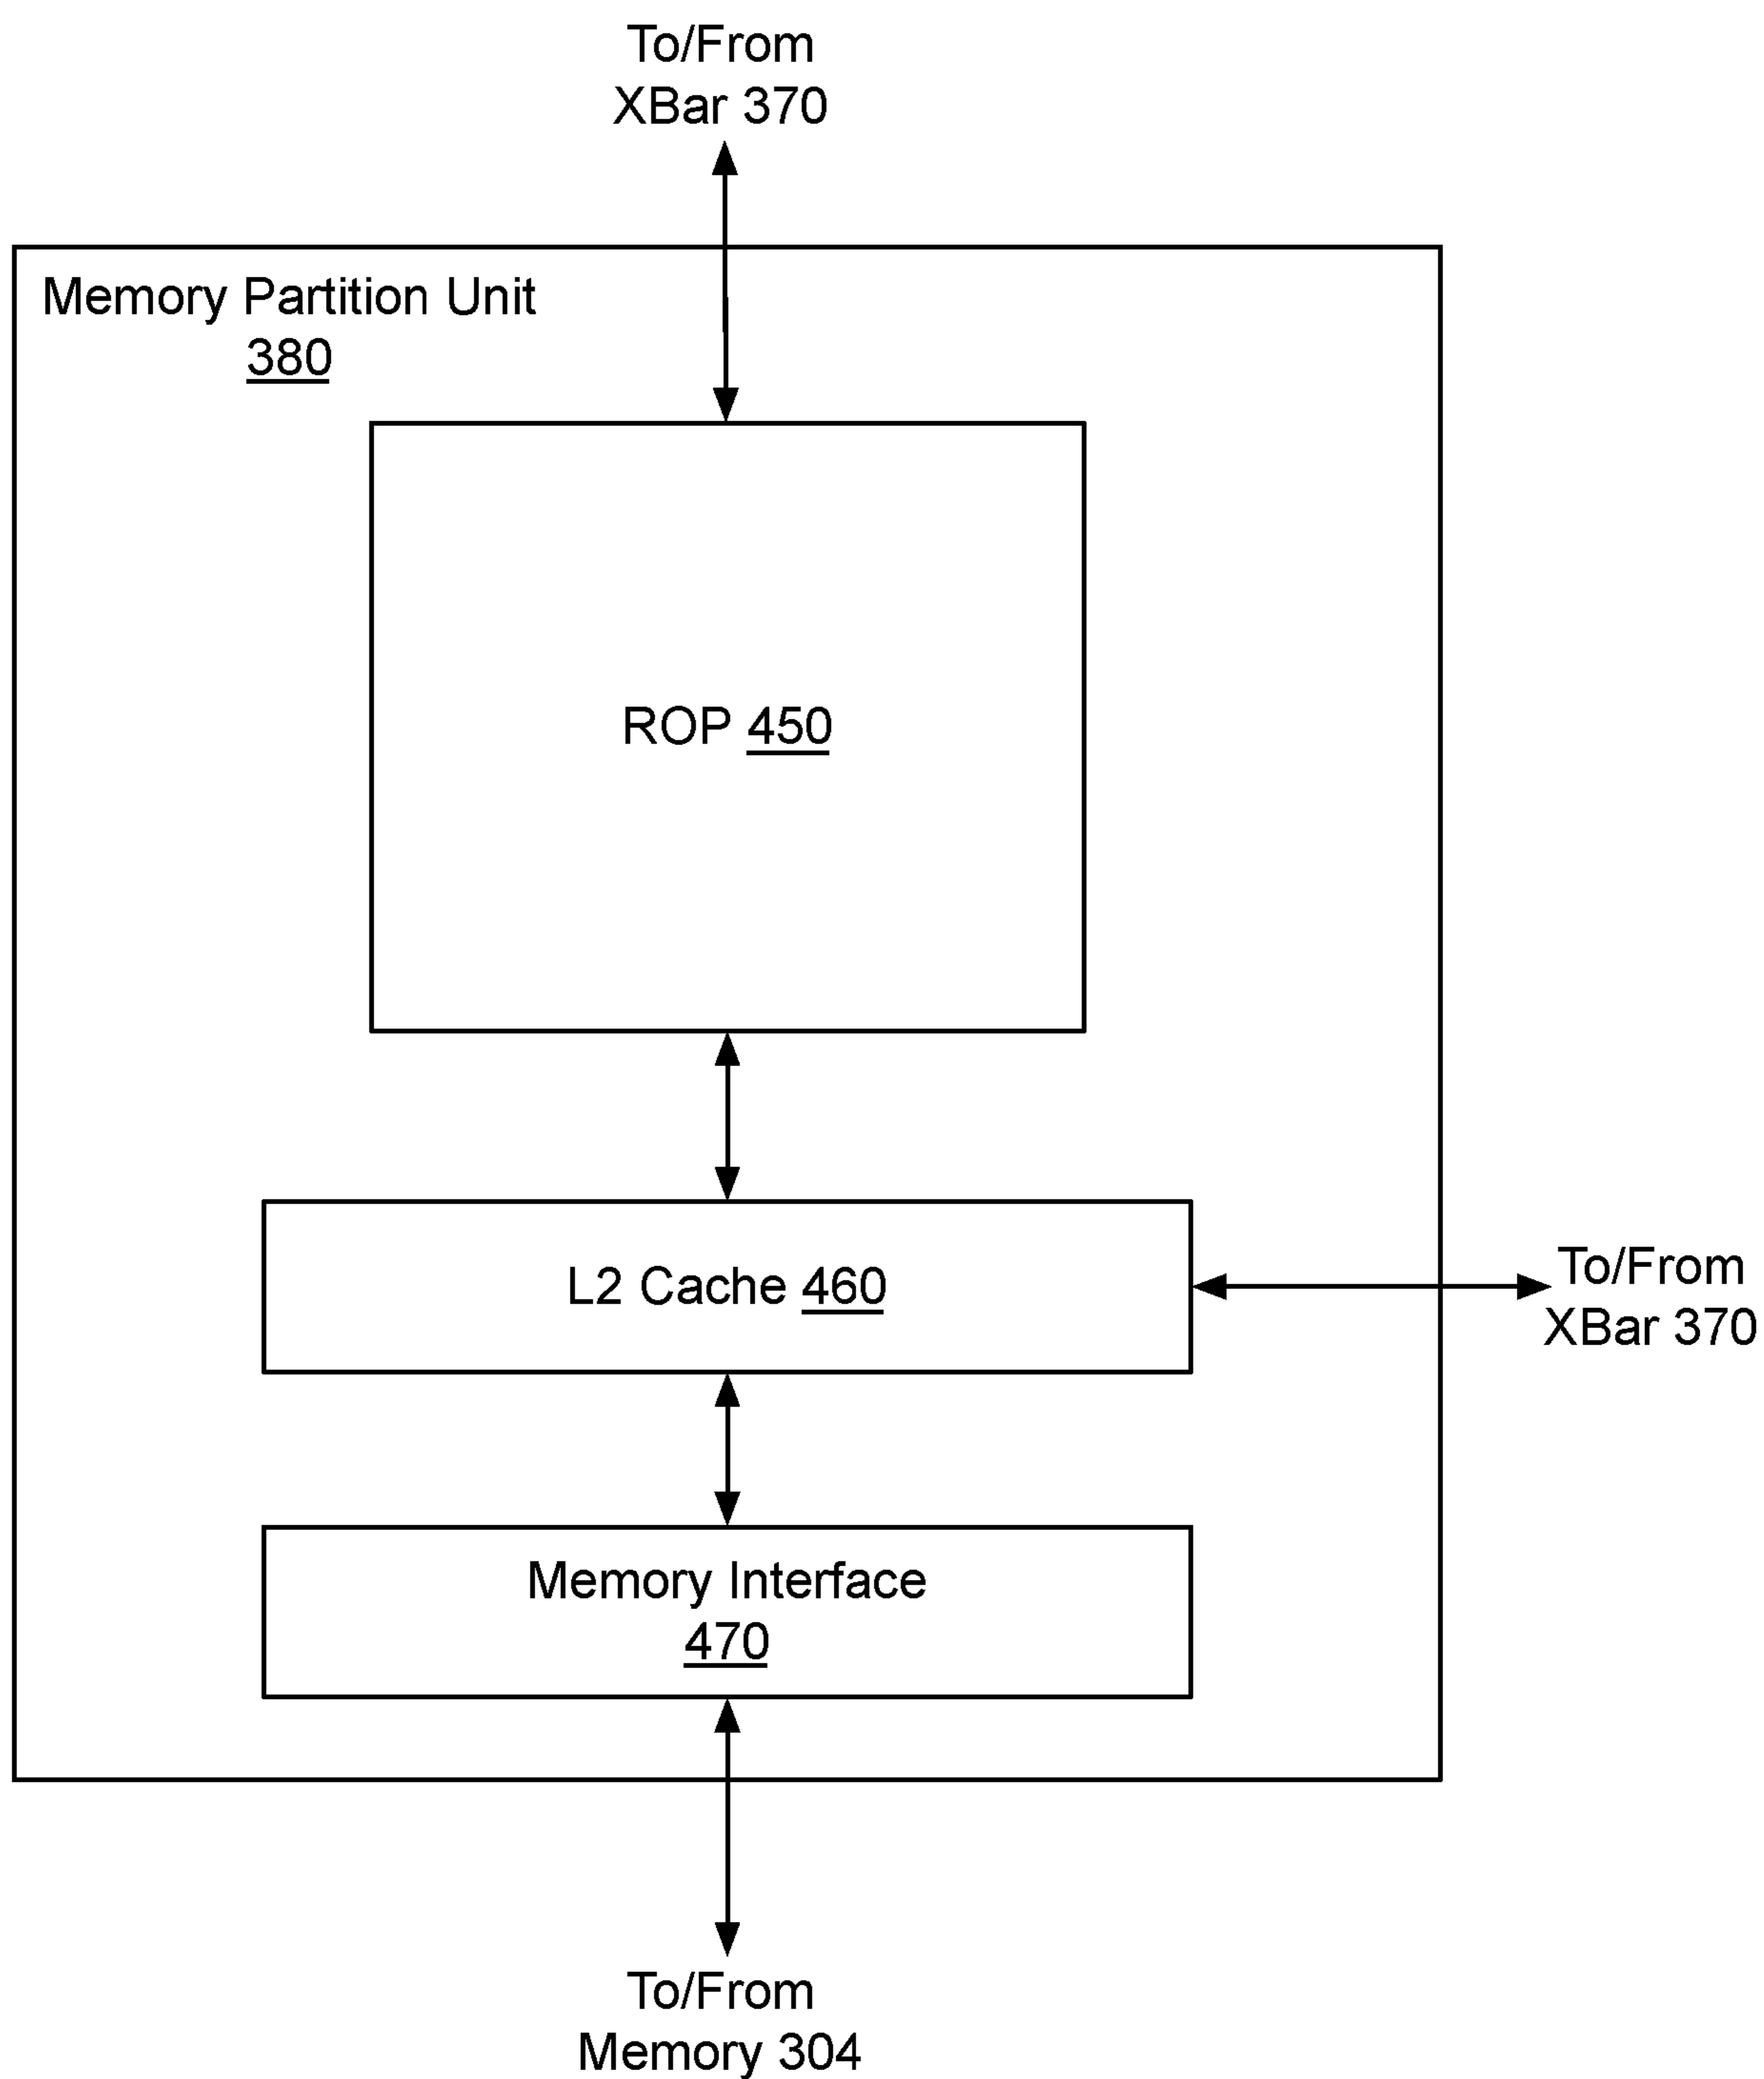 To/From
XBar 370
Memory Partition Unit
380
ROP 450
L2 Cache 460
To/From
XBar 370
Memory Interface
470
To/From
Memory 304